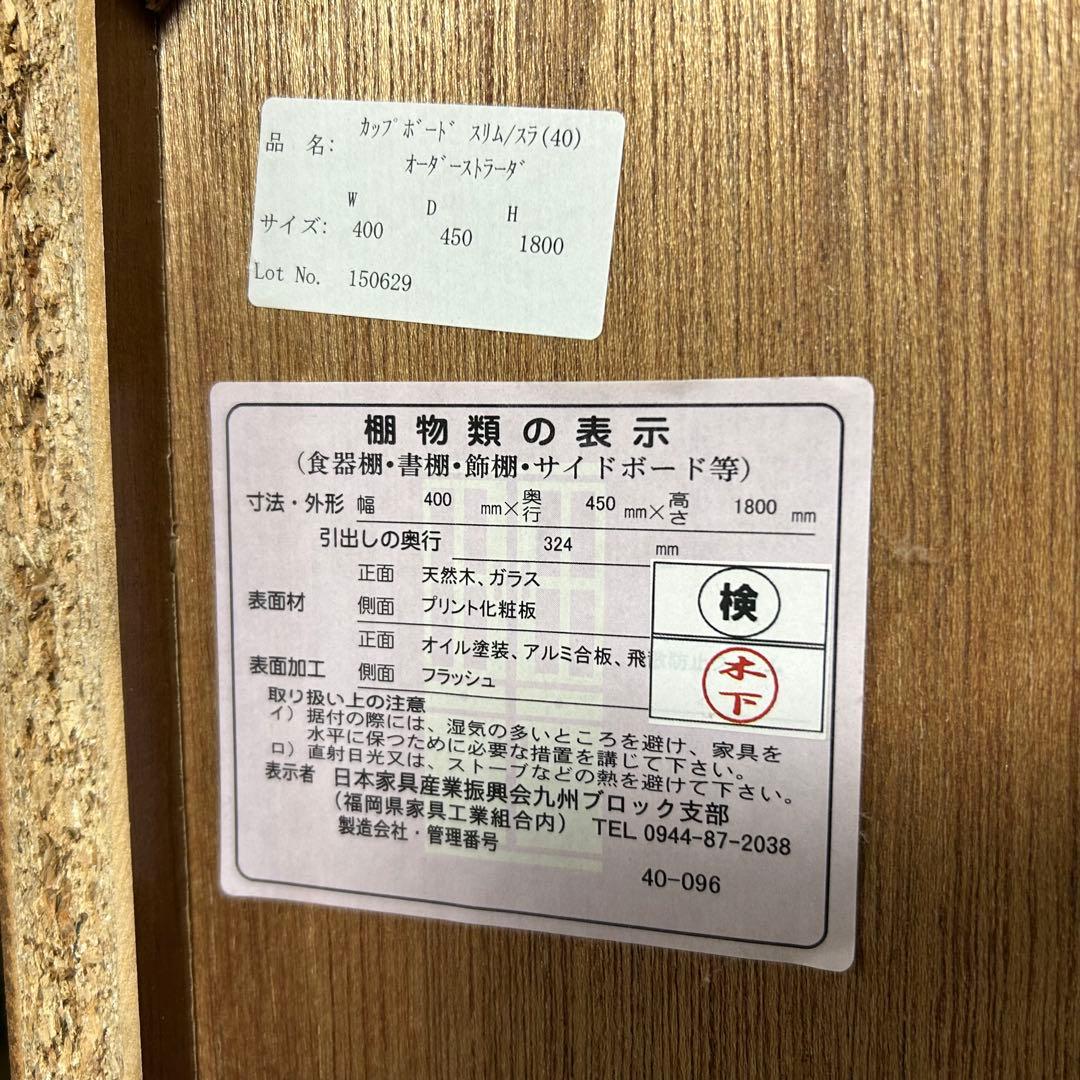 品 名: カップボード スリム/スラ(40)
オーダーストラーダ
W D H
サイズ: 400 450 1800
Lot No. 150629
棚物類の表示
(食器棚・書棚・飾棚・サイドボード等)
寸法・外形 幅 400 mm×奥行 450 mm×高さ 1800 mm
引出しの奥行 324 mm
表面材 正面 天然木、ガラス
側面 プリント化粧板
検
表面加工 正面 オイル塗装、アルミ合板、飛散防止
側面 フラッシュ
木下
取り扱い上の注意
イ)据付の際には、湿気の多いところを避け、家具を
水平に保つために必要な措置を講じて下さい。
ロ)直射日光又は、ストーブなどの熱を避けて下さい。
表示者 日本家具産業振興会九州ブロック支部
(福岡県家具工業組合内) TEL 0944-87-2038
製造会社・管理番号
40-096